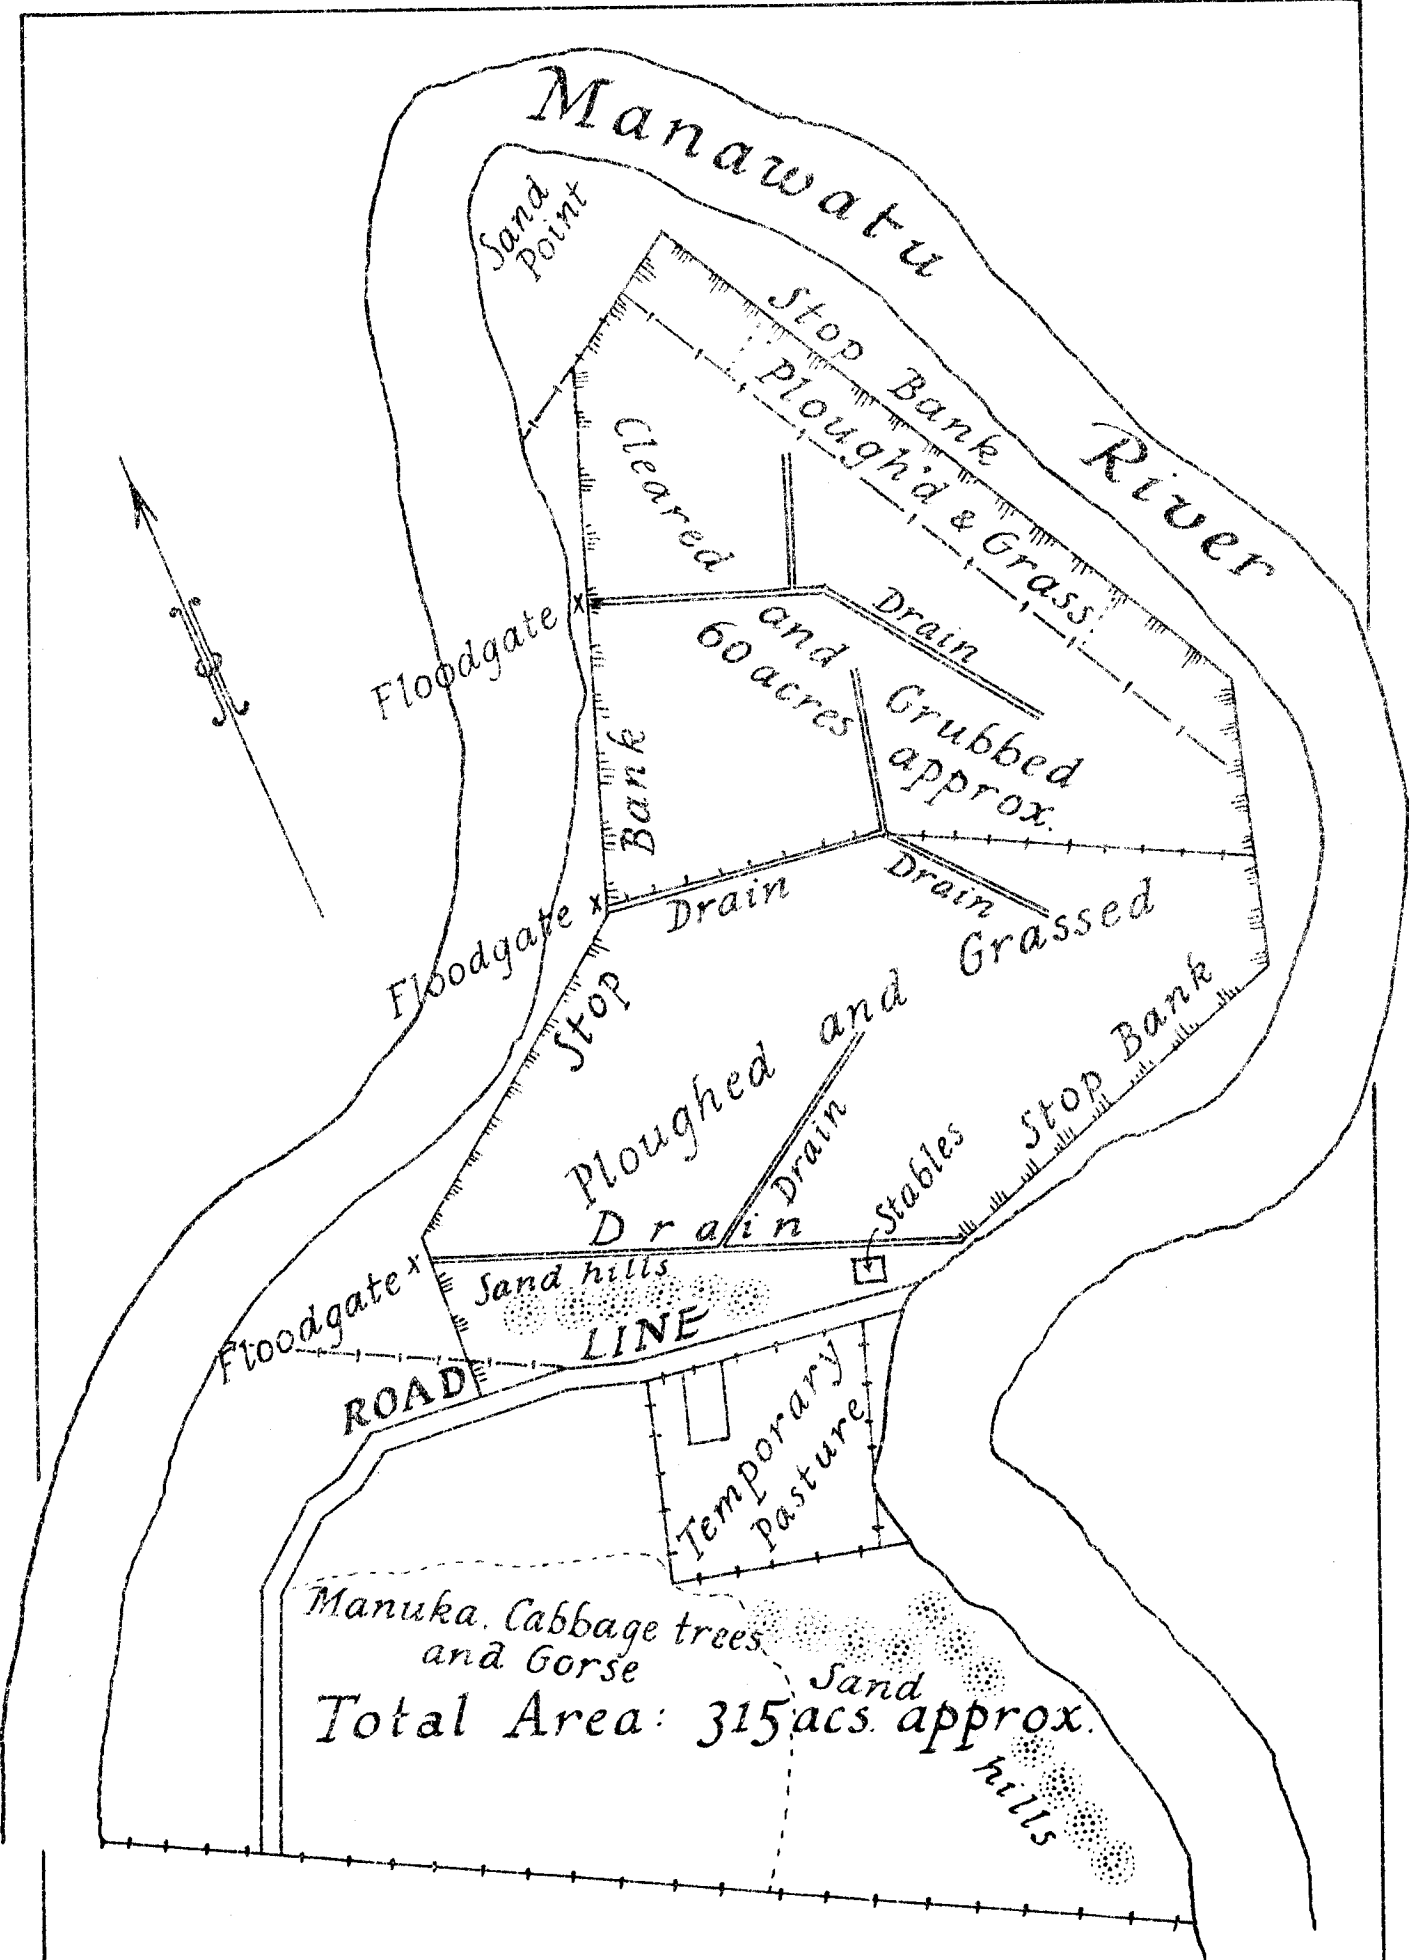 Manawatu River
Sand
Point
Stop Bank
Plough'd & Grass
Cleared and Grubbed
60 acres approx.
Drain
Floodgate
Stop Bank
Drain
Drain
Floodgate
Ploughed and Grassed
Stop Bank
Drain
Drain
Stables
Floodgate
Sand hills
ROAD LINE
Temporary
Pasture
Manuka. Cabbage trees
and Gorse
Sand hills
Total Area: 315 acs. approx.